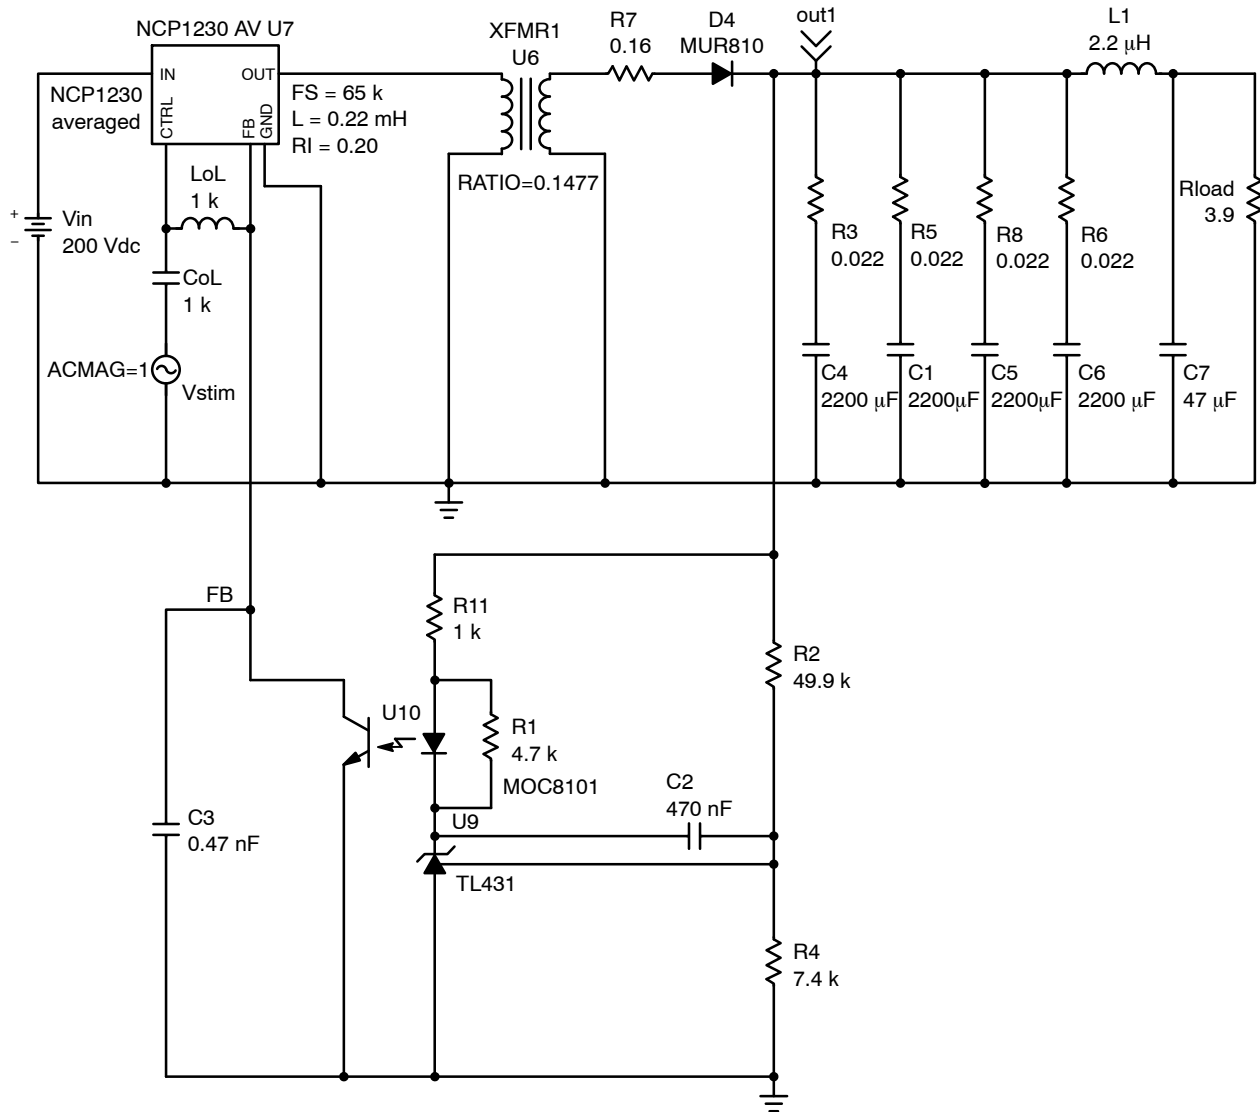 NCP1230 AV U7
IN
OUT
CTRL
FB
GND
NCP1230
averaged
FS = 65 k
L = 0.22 mH
RI = 0.20
XFMR1
U6
RATIO=0.1477
R7
0.16
D4
MUR810
out1
L1
2.2 μH
LoL
1 k
+
–
Vin
200 Vdc
CoL
1 k
ACMAG=1
Vstim
R3
0.022
R5
0.022
R8
0.022
R6
0.022
Rload
3.9
C4
2200 μF
C1
2200μF
C5
2200μF
C6
2200 μF
C7
47 μF
FB
R11
1 k
R2
49.9 k
U10
R1
4.7 k
MOC8101
C2
470 nF
C3
0.47 nF
U9
TL431
R4
7.4 k